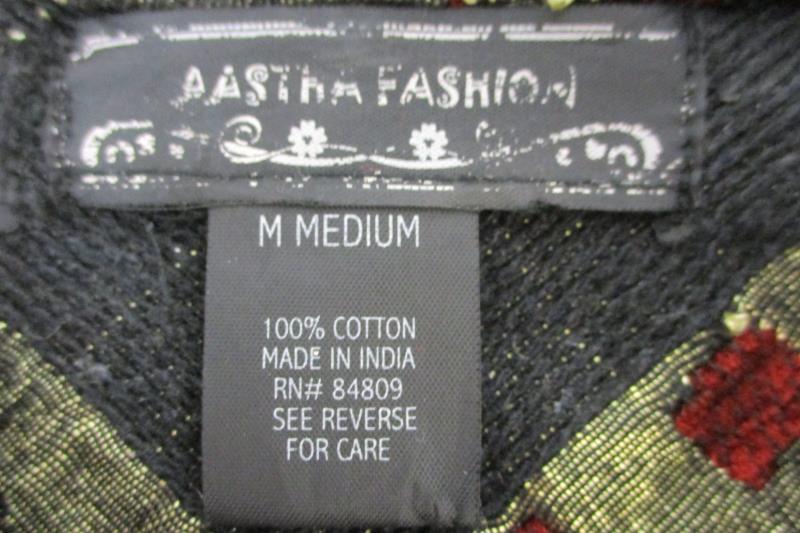 AASTHA FASHION
M MEDIUM
100% COTTON
MADE IN INDIA
RN# 84809
SEE REVERSE
FOR CARE